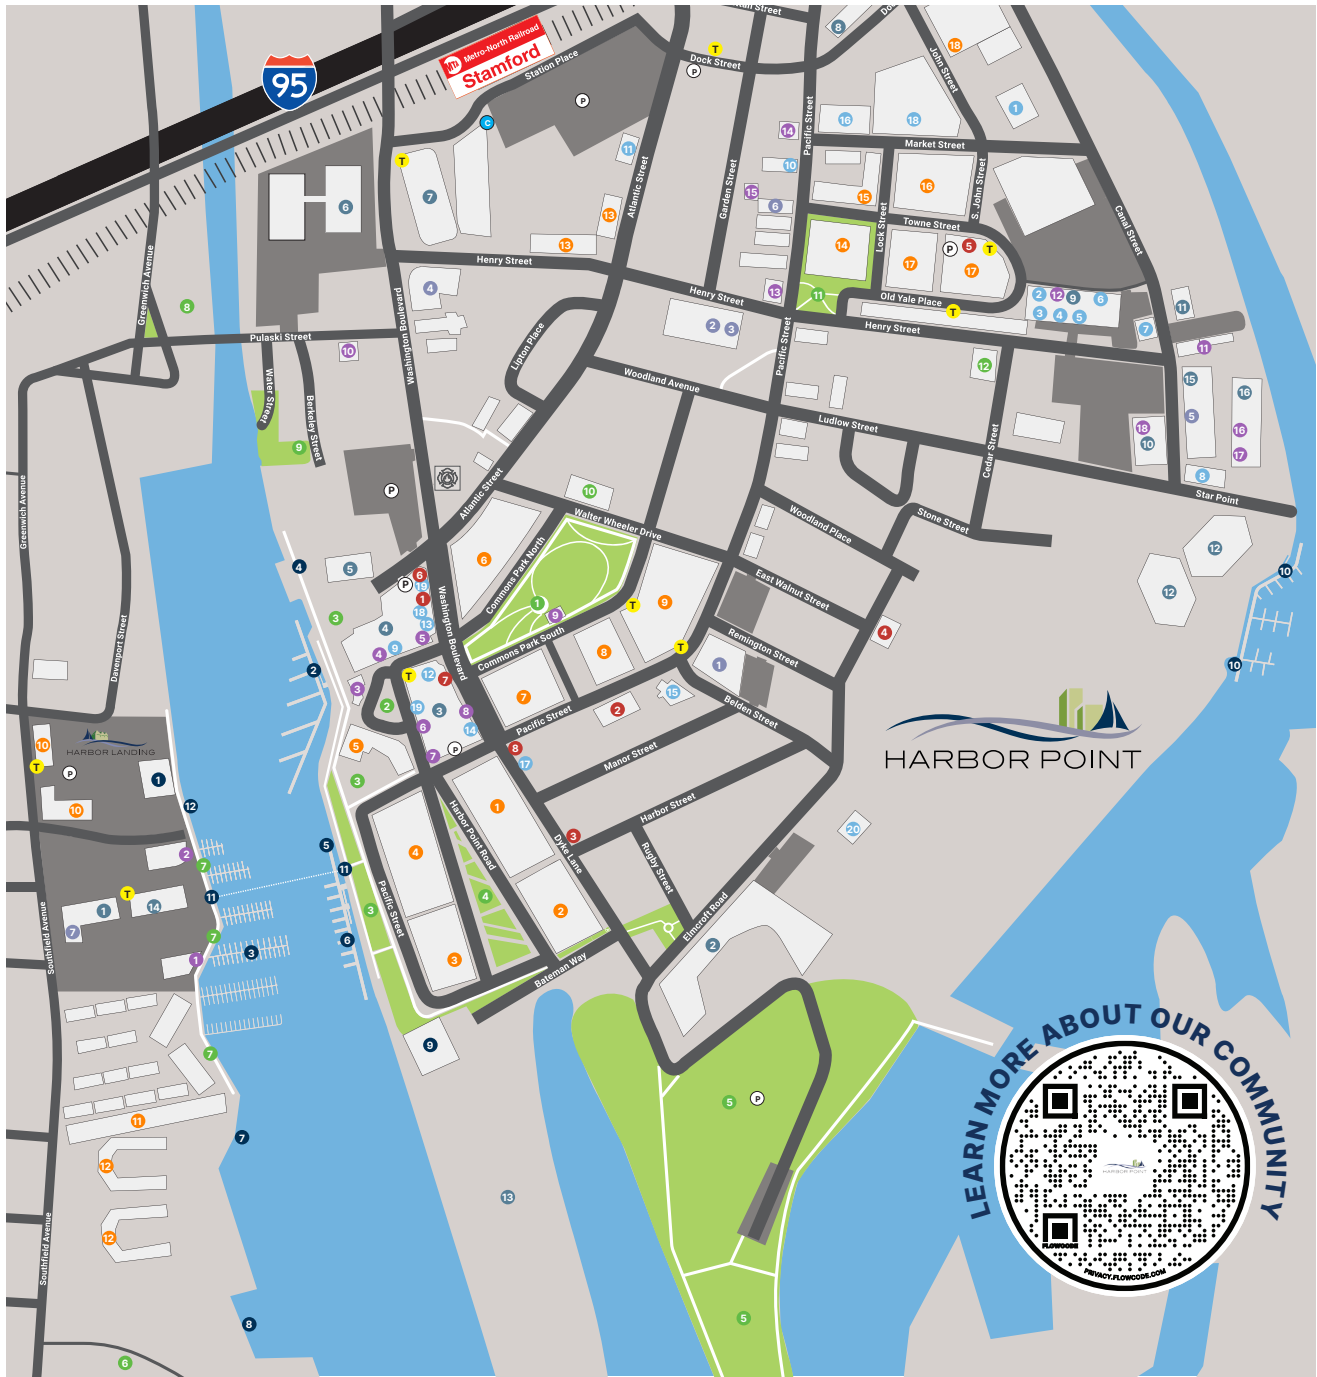 Metro-North Railroad
MTA
Stamford
95
Station Place
Dock Street
John Street
Market Street
Pacific Street
Garden Street
Atlantic Street
Lock Street
S. John Street
Towne Street
Canal Street
Greenwich Avenue
Henry Street
Henry Street
Old Yale Place
Henry Street
Washington Boulevard
Pulaski Street
Lipton Place
Pacific Street
Water Street
Berkeley Street
Woodland Avenue
Ludlow Street
Cedar Street
Star Point
Greenwich Avenue
Atlantic Street
Walter Wheeler Drive
Woodland Place
Stone Street
Commons Park North
East Walnut Street
Washington Boulevard
Commons Park South
Remington Street
Davenport Street
Belden Street
Pacific Street
Manor Street
HARBOR LANDING
HARBOR POINT
Harbor Street
Harbor Point Road
Dyke Lane
Rugby Street
Pacific Street
Elmcroft Road
Southfield Avenue
Bateman Way
Southfield Avenue
LEARN MORE ABOUT OUR COMMUNITY
HARBOR POINT
FLOWCODE
PRIVACY.FLOWCODE.COM